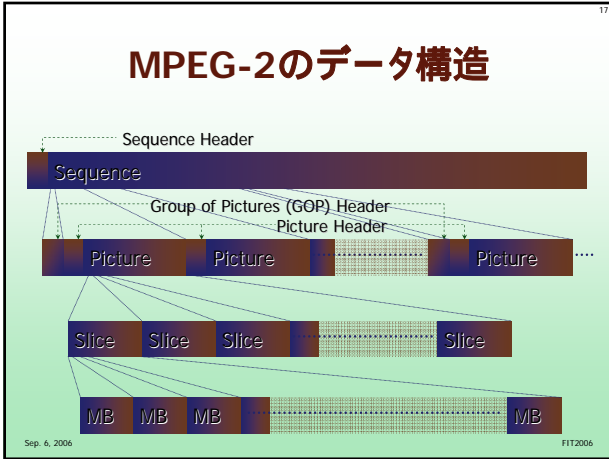 17
MPEG-2のデータ構造
Sequence Header
Sequence
Group of Pictures (GOP) Header
Picture Header
Picture Picture Picture
Slice Slice Slice Slice
MB MB MB MB
Sep. 6, 2006 FIT2006